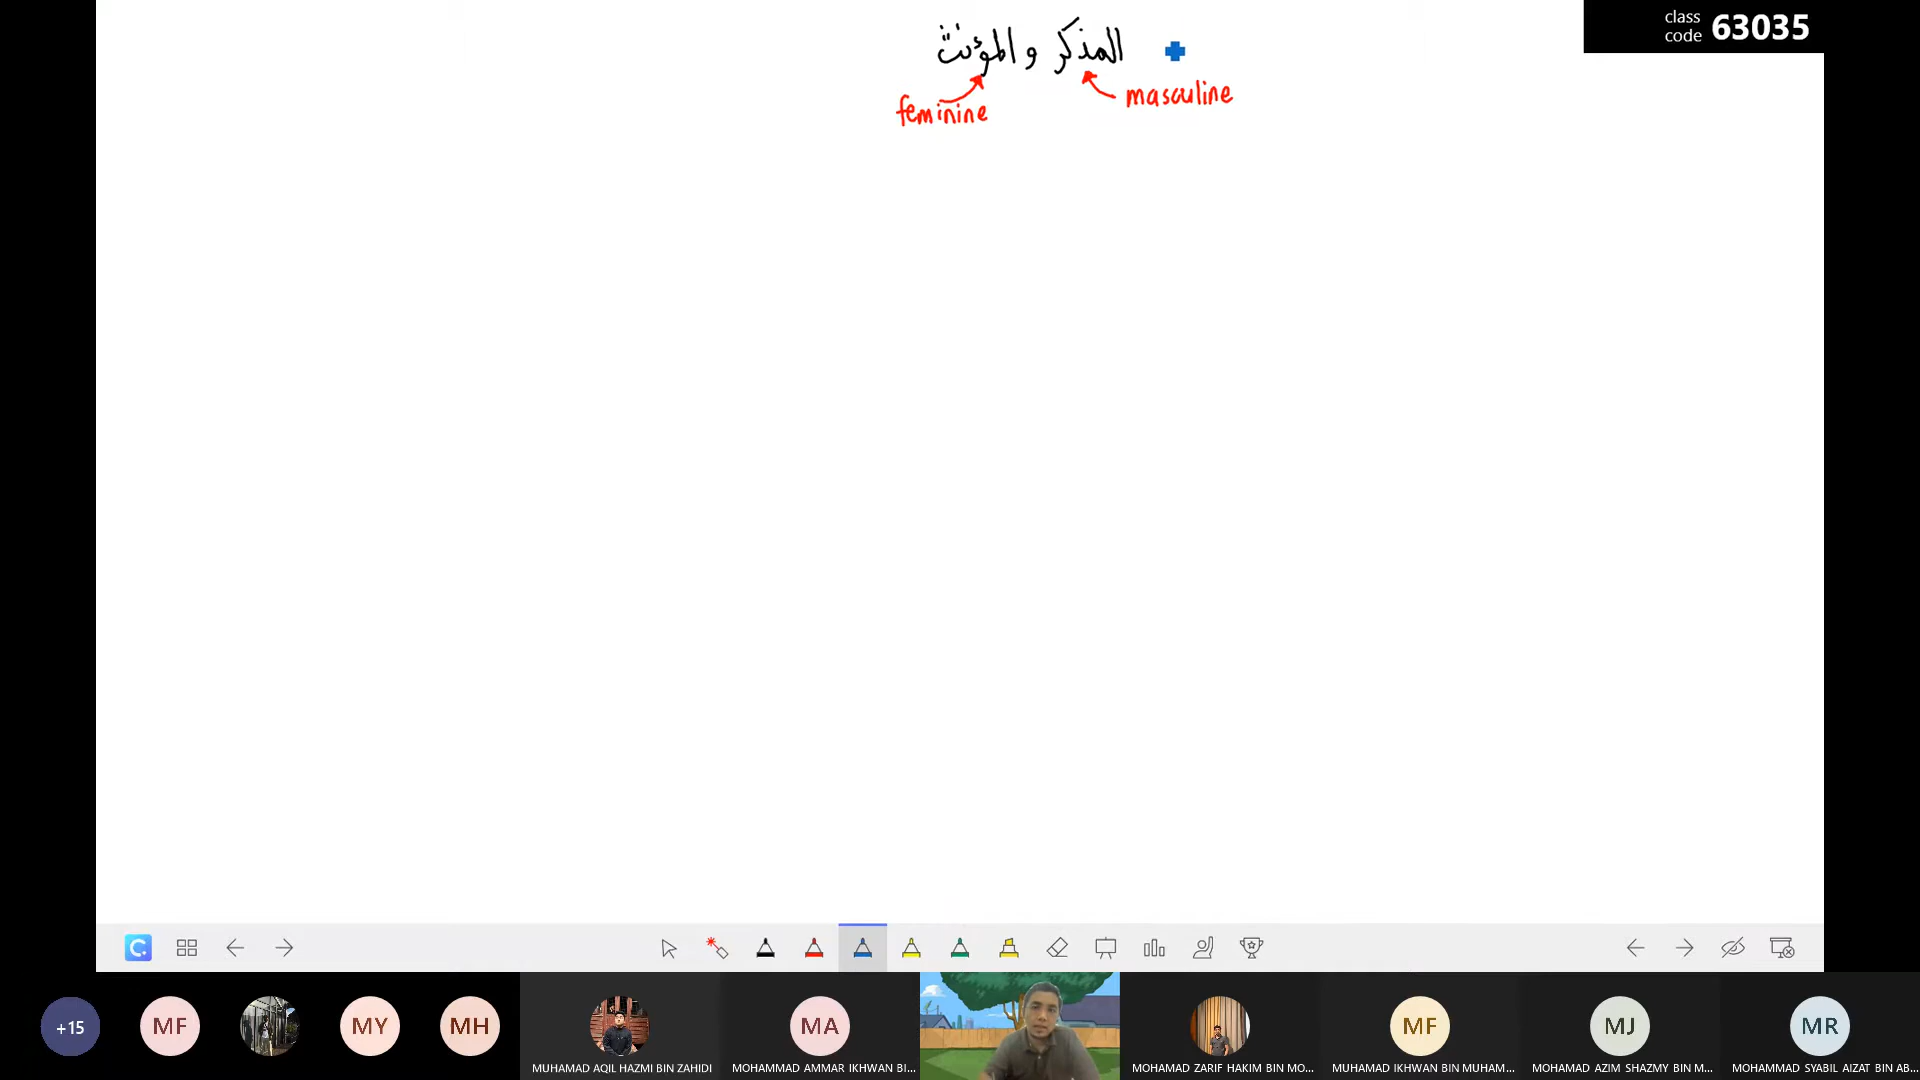 class
code 63035
المذكر و المؤنث
masculine
feminine
+15
MF
MY
MH
MUHAMAD AQIL HAZMI BIN ZAHIDI
MA
MOHAMMAD AMMAR IKHWAN BI...
MOHAMAD ZARIF HAKIM BIN MO...
MF
MUHAMAD IKHWAN BIN MUHAM...
MJ
MOHAMAD AZIM SHAZMY BIN M...
MR
MOHAMMAD SYABIL AIZAT BIN AB...